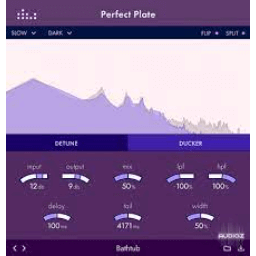 Perfect Plate
SLOW DARK FLIP SPLIT
DETUNE DUCKER
input output mix lpf hpf
12 db 9 db 50% 100% 100%
delay tail width
100 ms 4171 ms 50%
AUDIOZ
Bathtub